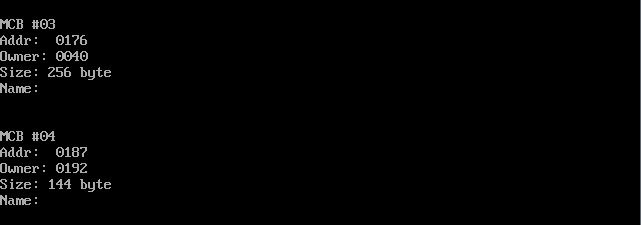 MCB #03
Addr:  0176
Owner: 0040
Size: 256 byte
Name:
MCB #04
Addr:  0187
Owner: 0192
Size: 144 byte
Name: